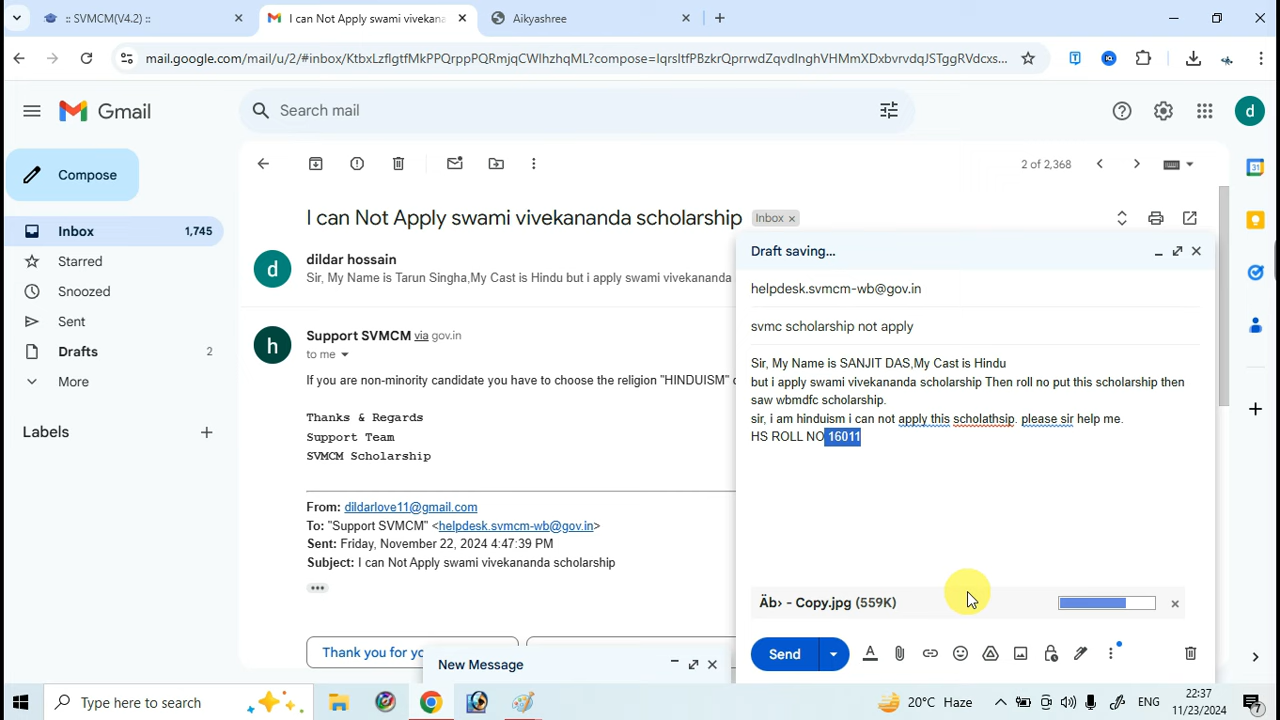 :: SVMCM(V4.2) ::
I can Not Apply swami vivekana
Aikyashree
mail.google.com/mail/u/2/#inbox/KtbxLzflgtfMkPPQrppPQRmjqCWlhzhqML?compose=lqrsltfPBzkrQprrwdZqvdlnghVHMmXDxbvrvdqJSTggRVdcxs...
Gmail
Search mail
d
Compose
2 of 2,368
Inbox 1,745
Starred
Snoozed
Sent
Drafts 2
More
Labels
I can Not Apply swami vivekananda scholarship
Inbox
d
dildar hossain
Sir, My Name is Tarun Singha,My Cast is Hindu but i apply swami vivekananda
h
Support SVMCM via gov.in
to me
If you are non-minority candidate you have to choose the religion "HINDUISM"
Thanks & Regards
Support Team
SVMCM Scholarship
From: dildarlove11@gmail.com
To: "Support SVMCM" <helpdesk.svmcm-wb@gov.in>
Sent: Friday, November 22, 2024 4:47:39 PM
Subject: I can Not Apply swami vivekananda scholarship
Thank you for yo
New Message
Draft saving...
helpdesk.svmcm-wb@gov.in
svmc scholarship not apply
Sir, My Name is SANJIT DAS,My Cast is Hindu
but i apply swami vivekananda scholarship Then roll no put this scholarship then
saw wbmdfc scholarship.
sir, i am hinduism i can not apply this scholathsip. please sir help me.
HS ROLL NO 16011
Äb› - Copy.jpg (559K)
Send
Type here to search
20°C Haze
ENG
22:37
11/23/2024
7